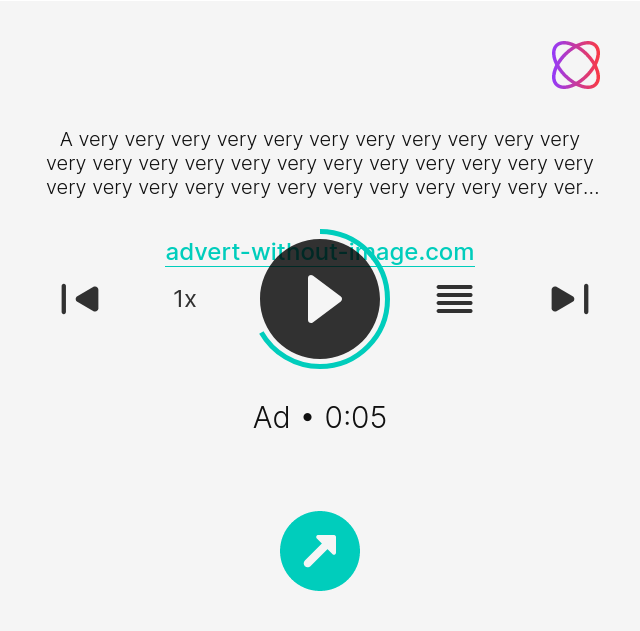 A very very very very very very very very very very very
very very very very very very very very very very very very
very very very very very very very very very very very ver...
advert-without-image.com
1x
Ad • 0:05